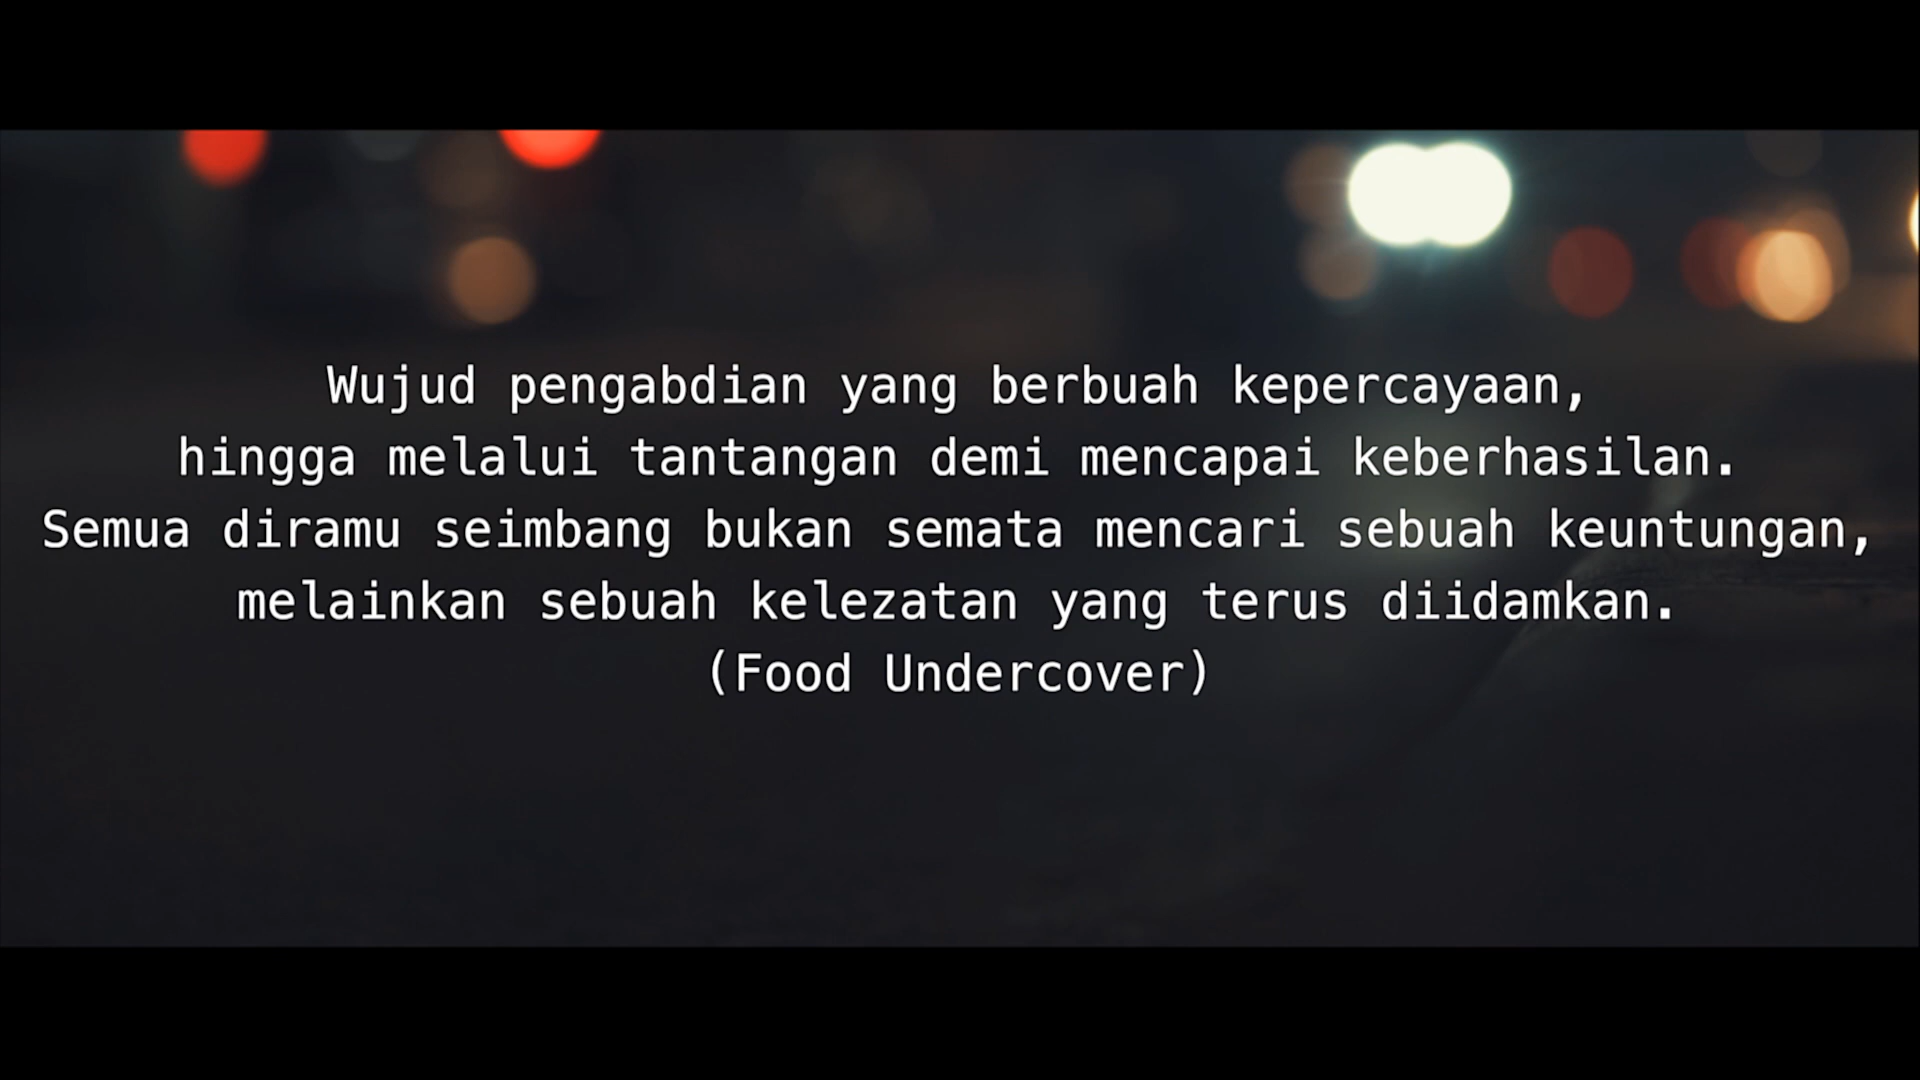 Wujud pengabdian yang berbuah kepercayaan,
hingga melalui tantangan demi mencapai keberhasilan.
Semua diramu seimbang bukan semata mencari sebuah keuntungan,
melainkan sebuah kelezatan yang terus diidamkan.
(Food Undercover)